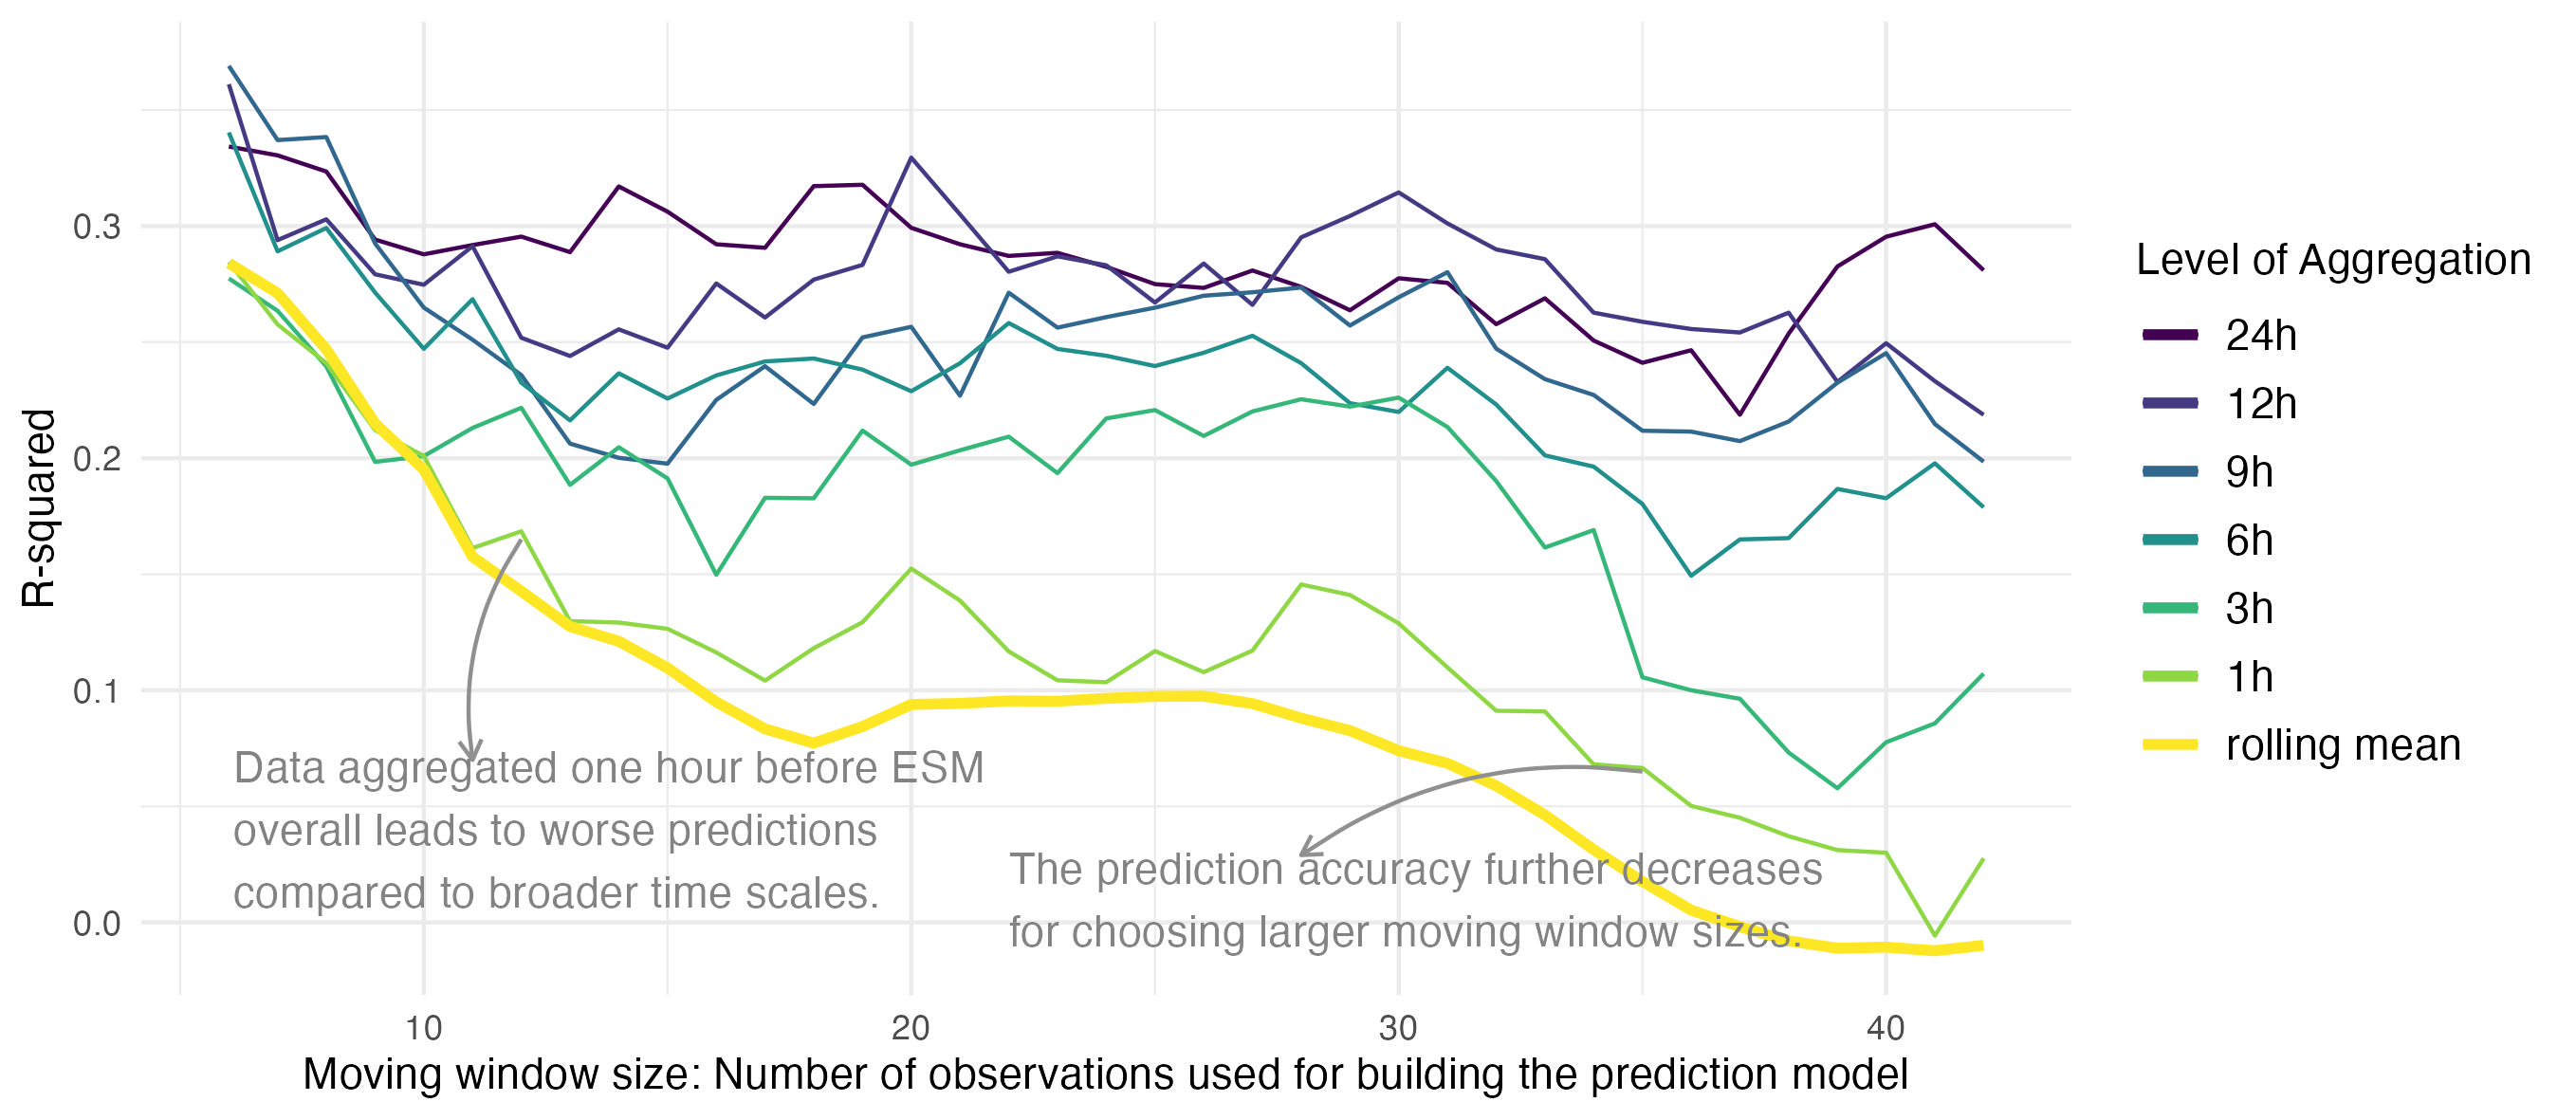 R-squared
0.3
0.2
0.1
0.0
Data aggregated one hour before ESM
overall leads to worse predictions
compared to broader time scales.
The prediction accuracy further decreases
for choosing larger moving window sizes.
10
20
30
40
Moving window size: Number of observations used for building the prediction model
Level of Aggregation
24h
12h
9h
6h
3h
1h
rolling mean